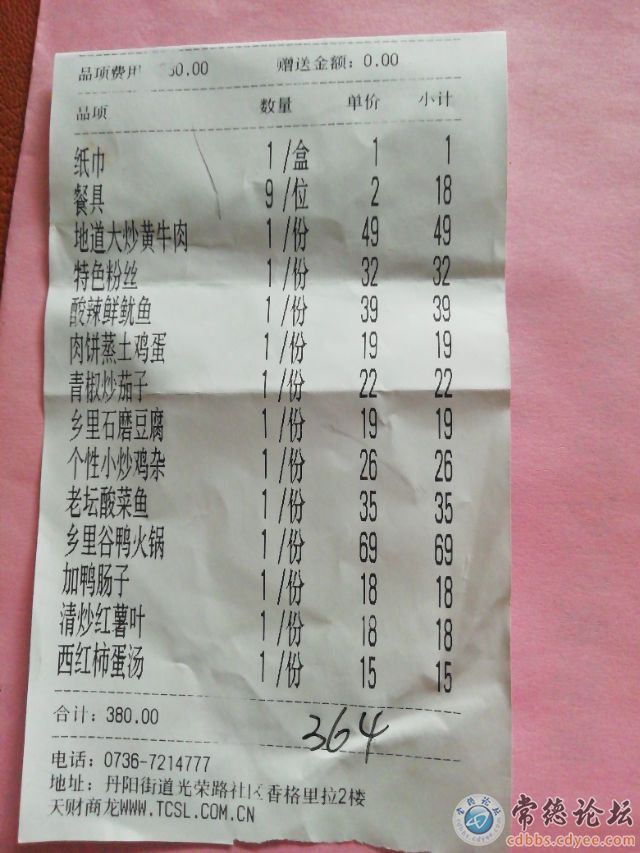 品项费用 60.00 赠送金额：0.00
品项 数量 单价 小计
纸巾 1/盒 1 1
餐具 9/位 2 18
地道大炒黄牛肉 1/份 49 49
特色粉丝 1/份 32 32
酸辣鲜鱿鱼 1/份 39 39
肉饼蒸土鸡蛋 1/份 19 19
青椒炒茄子 1/份 22 22
乡里石磨豆腐 1/份 19 19
个性小炒鸡杂 1/份 26 26
老坛酸菜鱼 1/份 35 35
乡里谷鸭火锅 1/份 69 69
加鸭肠子 1/份 18 18
清炒红薯叶 1/份 18 18
西红柿蛋汤 1/份 15 15
合计：380.00
364
电话：0736-7214777
地址：丹阳街道光荣路社区香格里拉2楼
天财商龙WWW.TCSL.COM.CN
常德论坛
cdbbs.cdyee.com